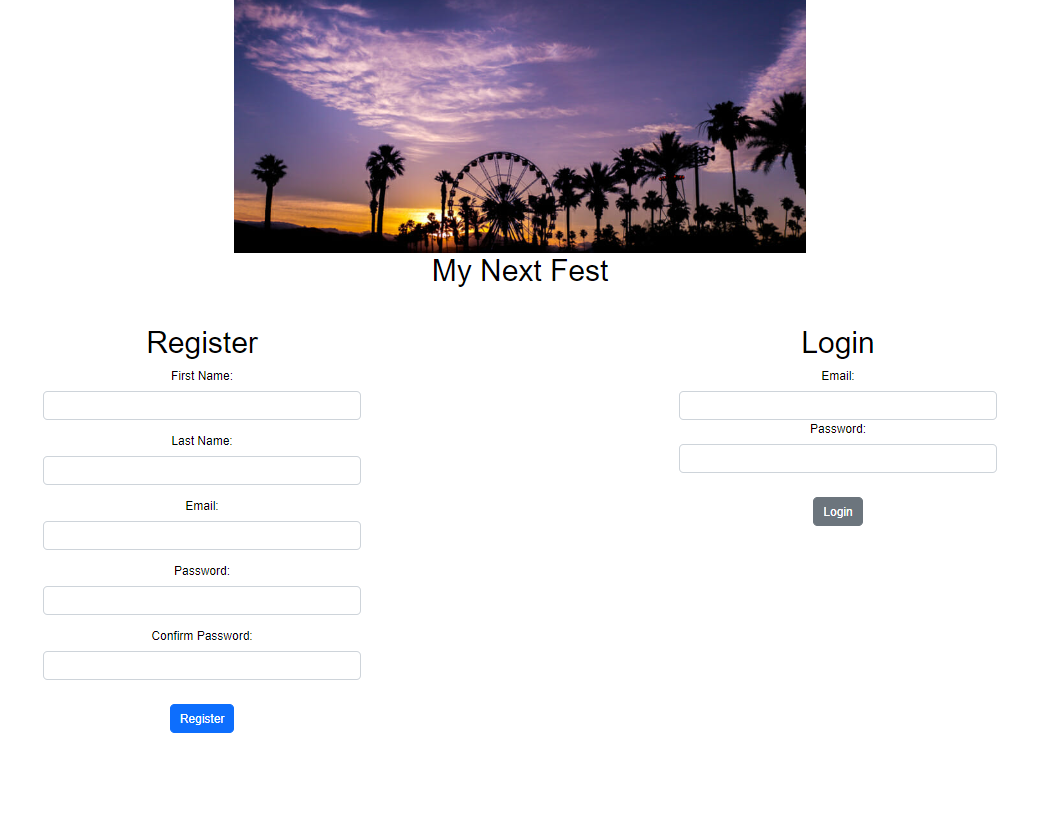 My Next Fest
Register
First Name:
Last Name:
Email:
Password:
Confirm Password:
Register
Login
Email:
Password:
Login